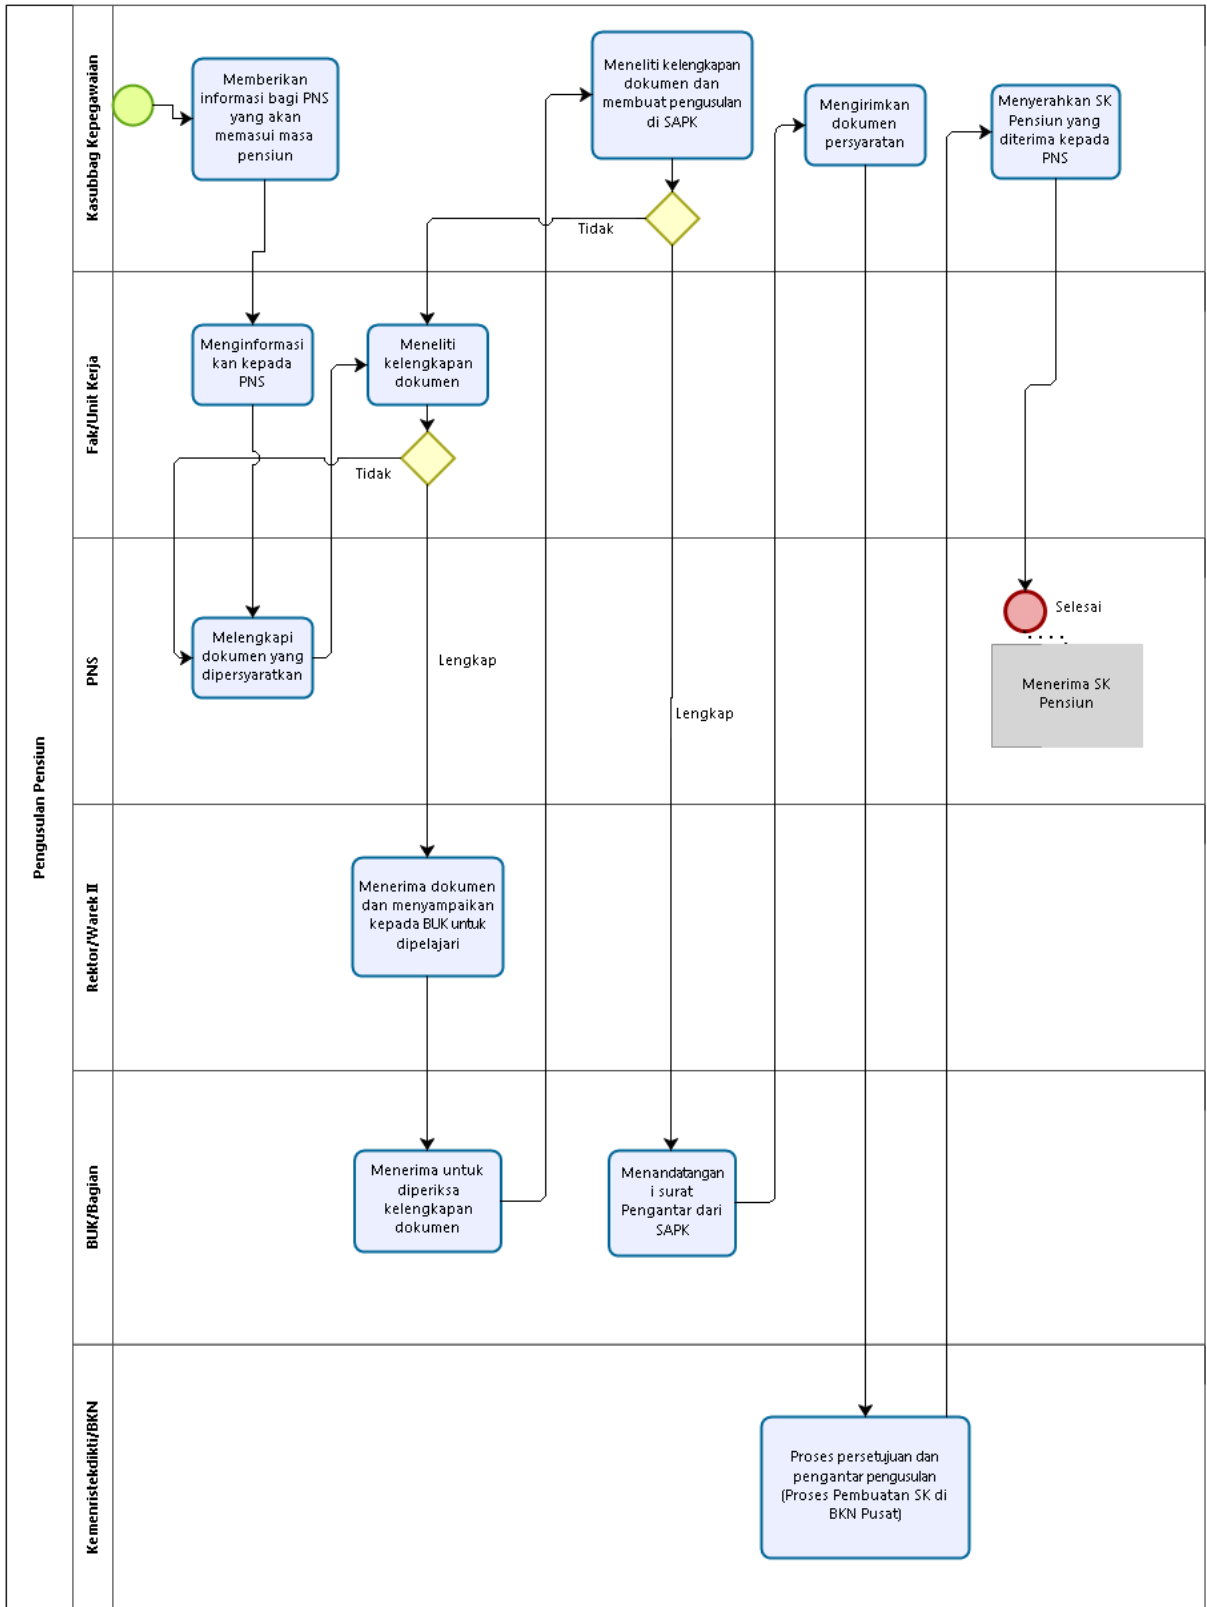 Pengusulan Pensiun
Kasubbag Kepegawaian
Memberikan
informasi bagi PNS
yang akan
memasui masa
pensiun
Meneliti kelengkapan
dokumen dan
membuat pengusulan
di SAPK
Mengirimkan
dokumen
persyaratan
Menyerahkan SK
Pensiun yang
diterima kepada
PNS
Tidak
Fak/Unit Kerja
Menginformasi
kan kepada
PNS
Meneliti
kelengkapan
dokumen
Tidak
PNS
Melengkapi
dokumen yang
dipersyaratkan
Lengkap
Lengkap
Selesai
Menerima SK
Pensiun
Rektor/Warek II
Menerima dokumen
dan menyampaikan
kepada BUK untuk
dipelajari
BUK/Bagian
Menerima untuk
diperiksa
kelengkapan
dokumen
Menandatangan
i surat
Pengantar dari
SAPK
Kemenristekdikti/BKN
Proses persetujuan dan
pengantar pengusulan
(Proses Pembuatan SK di
BKN Pusat)